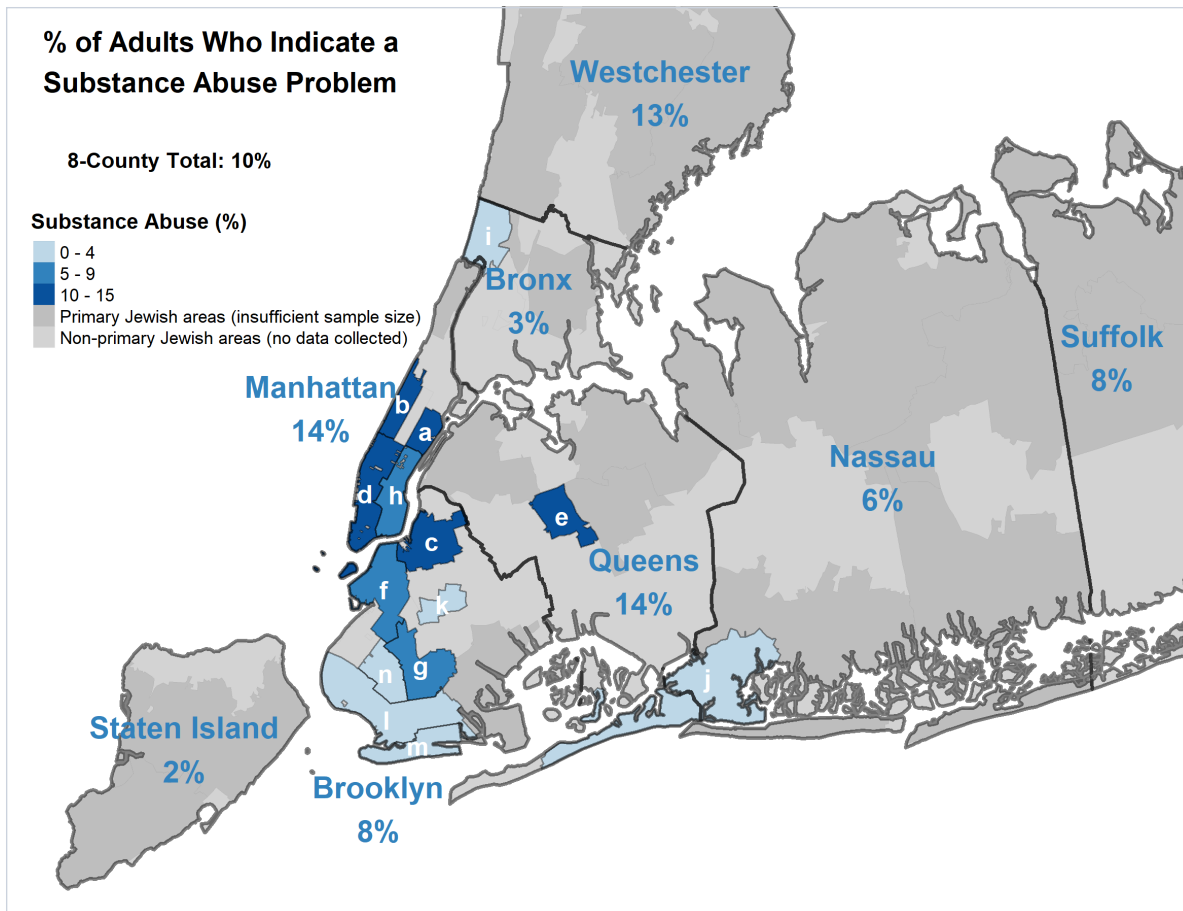 % of Adults Who Indicate a
Substance Abuse Problem
8-County Total: 10%
Substance Abuse (%)
0 - 4
5 - 9
10 - 15
Primary Jewish areas (insufficient sample size)
Non-primary Jewish areas (no data collected)
Westchester
13%
i
Bronx
3%
Suffolk
8%
Manhattan
14%
b
a
d
h
Nassau
6%
e
c
Queens
14%
f
k
g
n
j
l
m
Staten Island
2%
Brooklyn
8%